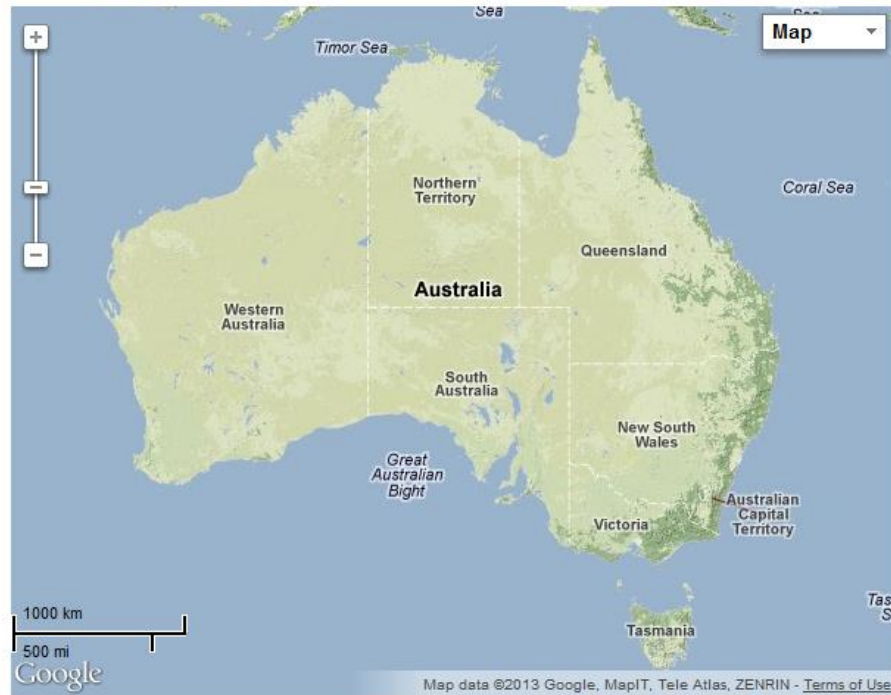 Sea
Timor Sea
Sea
Map
Coral Sea
Northern
Territory
Queensland
Australia
Western
Australia
South
Australia
New South
Wales
Great
Australian
Bight
Australian
Capital
Territory
Victoria
Tas
S
Tasmania
1000 km
500 mi
Google
Map data ©2013 Google, MapIT, Tele Atlas, ZENRIN - Terms of Use